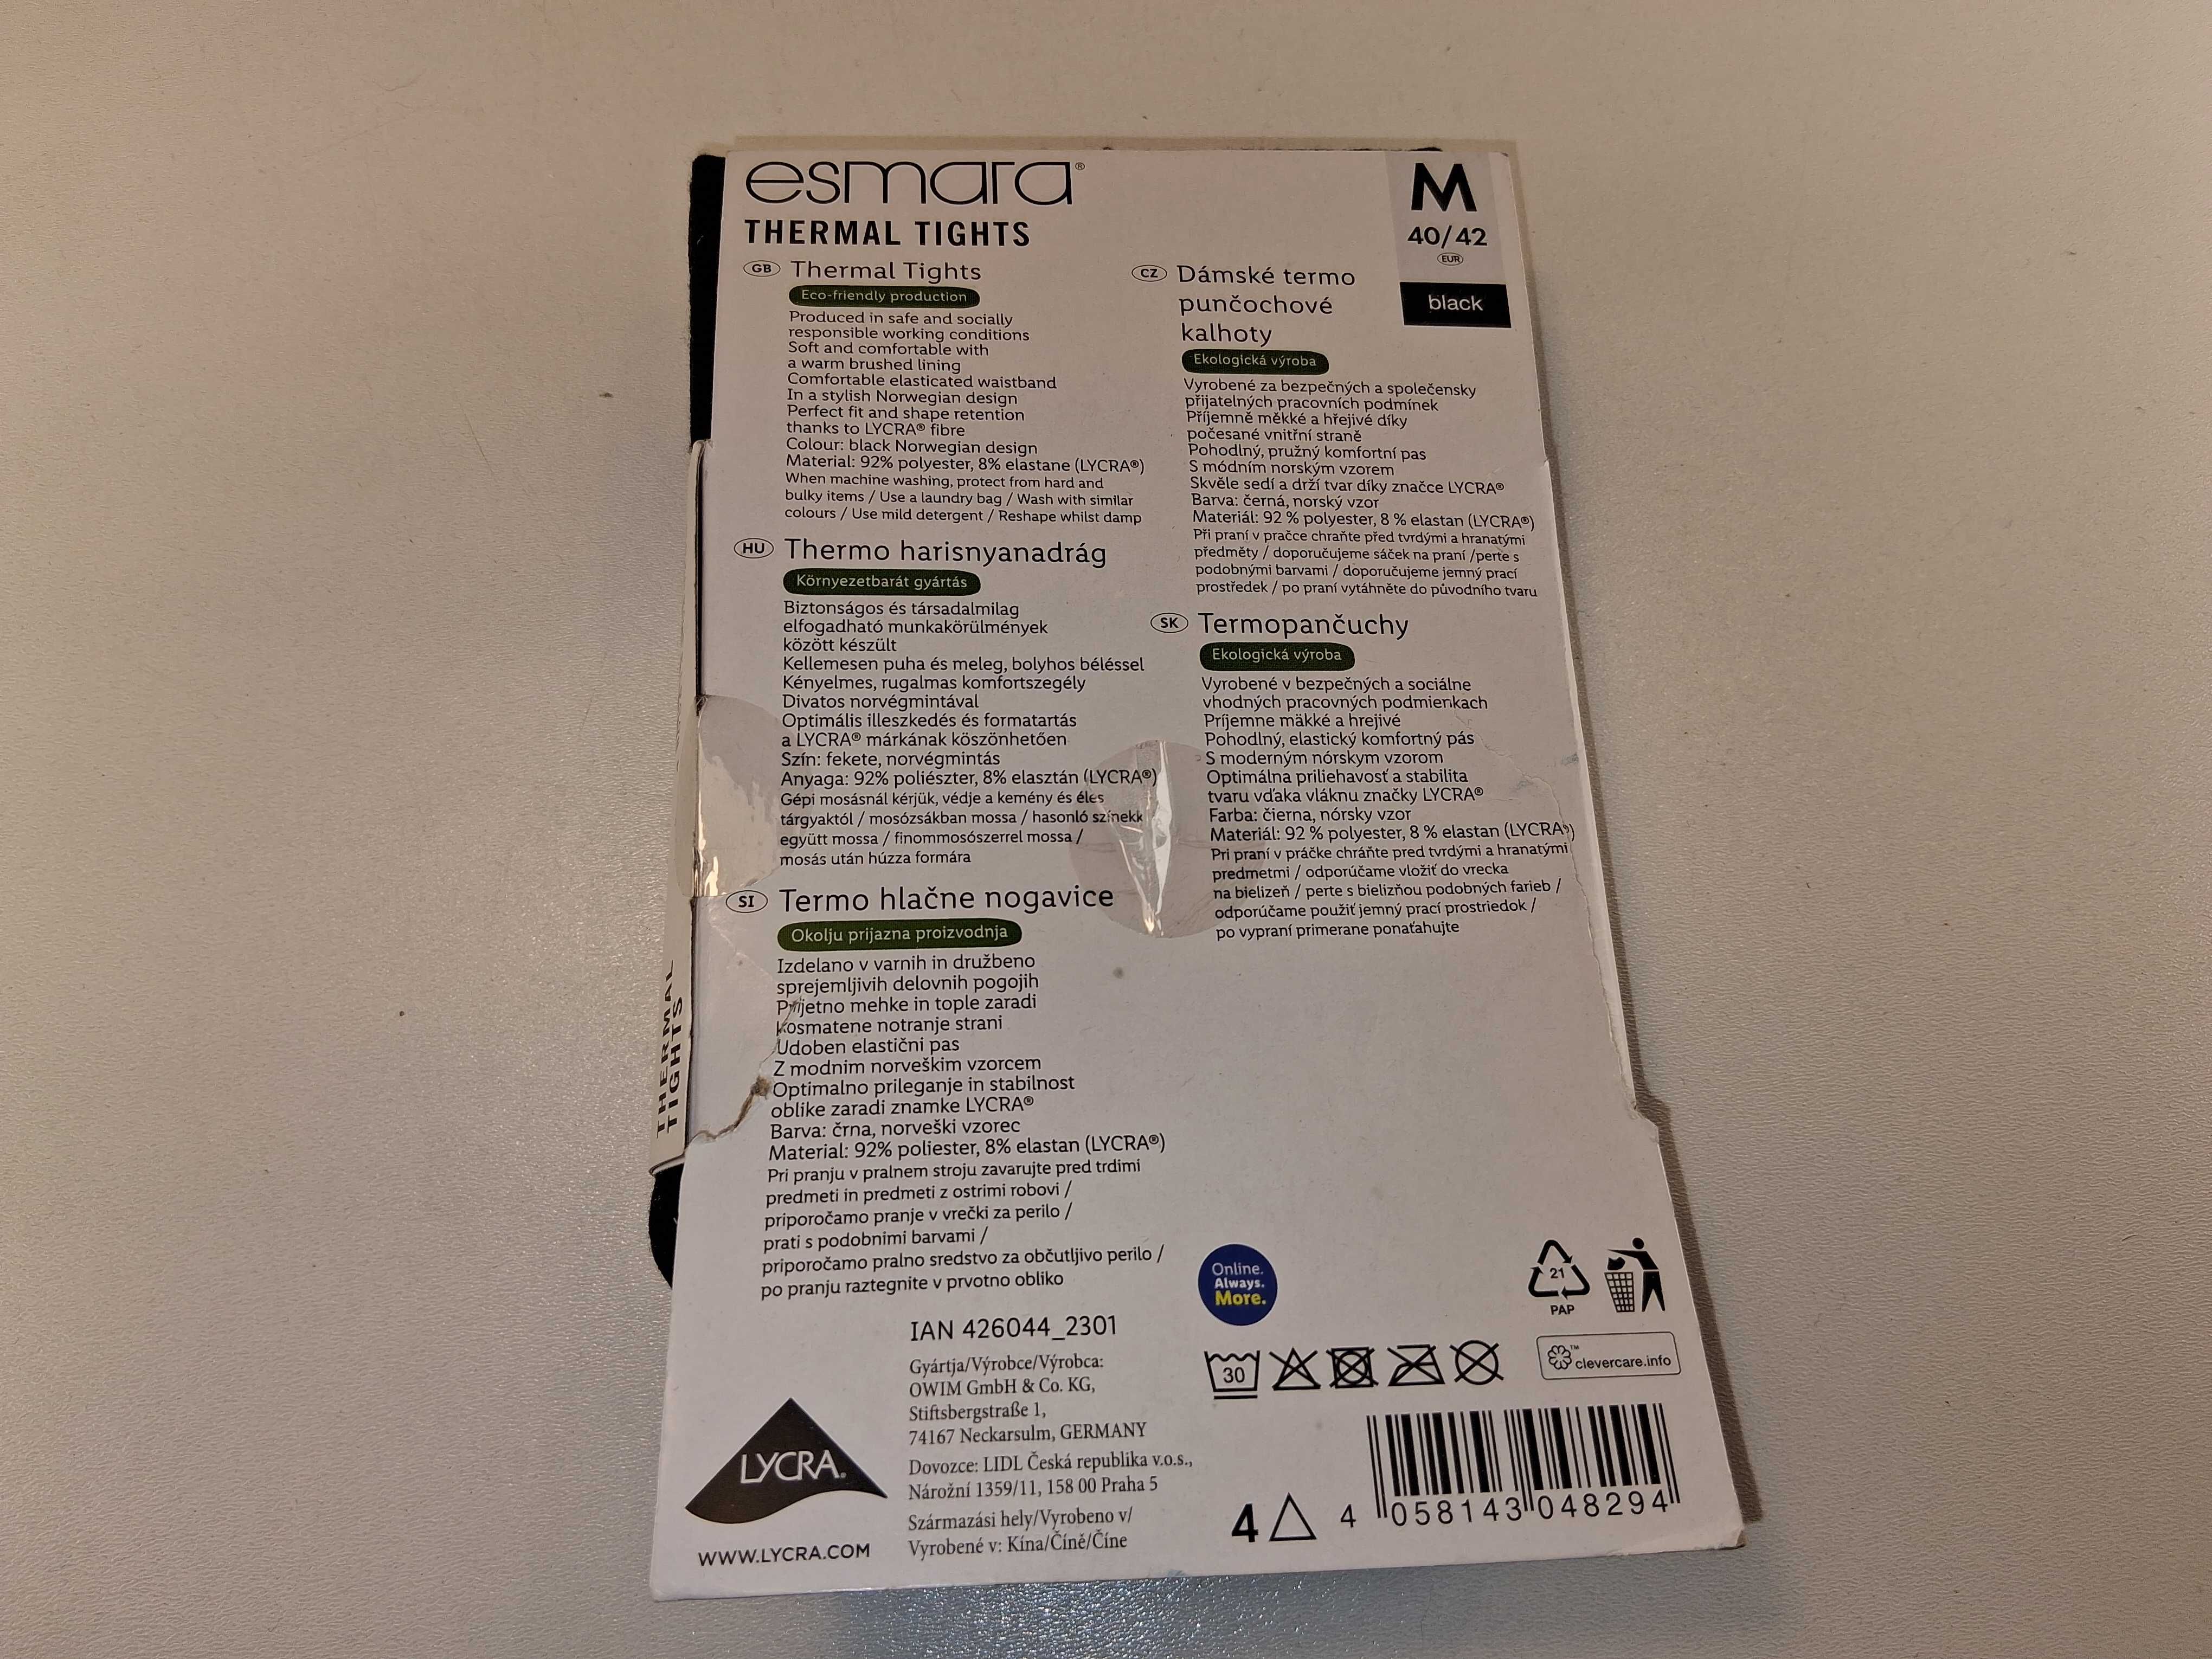 esmara®
THERMAL TIGHTS
M
40/42
EUR
black
GB Thermal Tights
Eco-friendly production
Produced in safe and socially
responsible working conditions
Soft and comfortable with
a warm brushed lining
Comfortable elasticated waistband
In a stylish Norwegian design
Perfect fit and shape retention
thanks to LYCRA® fibre
Colour: black Norwegian design
Material: 92% polyester, 8% elastane (LYCRA®)
When machine washing, protect from hard and
bulky items / Use a laundry bag / Wash with similar
colours / Use mild detergent / Reshape whilst damp
HU Thermo harisnyanadrág
Környezetbarát gyártás
Biztonságos és társadalmilag
elfogadható munkakörülmények
között készült
Kellemesen puha és meleg, bolyhos béléssel
Kényelmes, rugalmas komfortszegély
Divatos norvégmintával
Optimális illeszkedés és formatartás
a LYCRA® márkának köszönhetően
Szín: fekete, norvégmintás
Anyaga: 92% poliészter, 8% elasztán (LYCRA®)
Gépi mosásnál kérjük, védje a kemény és éles
tárgyaktól / mosózsákban mossa / hasonló színekk
együtt mossa / finommosószerrel mossa /
mosás után húzza formára
SI Termo hlačne nogavice
Okolju prijazna proizvodnja
Izdelano v varnih in družbeno
sprejemljivih delovnih pogojih
Prijetno mehke in tople zaradi
kosmatene notranje strani
Udoben elastični pas
Z modnim norveškim vzorcem
Optimalno prileganje in stabilnost
oblike zaradi znamke LYCRA®
Barva: črna, norveški vzorec
Material: 92% poliester, 8% elastan (LYCRA®)
Pri pranju v pralnem stroju zavarujte pred trdimi
predmeti in predmeti z ostrimi robovi /
priporočamo pranje v vrečki za perilo /
prati s podobnimi barvami /
priporočamo pralno sredstvo za občutljivo perilo /
po pranju raztegnite v prvotno obliko
CZ Dámské termo
punčochové
kalhoty
Ekologická výroba
Vyrobené za bezpečných a společensky
přijatelných pracovních podmínek
Příjemně měkké a hřejivé díky
počesané vnitřní straně
Pohodlný, pružný komfortní pas
S módním norským vzorem
Skvěle sedí a drží tvar díky značce LYCRA®
Barva: černá, norský vzor
Materiál: 92 % polyester, 8 % elastan (LYCRA®)
Při praní v pračce chraňte před tvrdými a hranatými
předměty / doporučujeme sáček na praní /perte s
podobnými barvami / doporučujeme jemný prací
prostředek / po praní vytáhněte do původního tvaru
SK Termopančuchy
Ekologická výroba
Vyrobené v bezpečných a sociálne
vhodných pracovných podmienkach
Príjemne mäkké a hrejivé
Pohodlný, elastický komfortný pás
S moderným nórskym vzorom
Optimálna priliehavosť a stabilita
tvaru vďaka vláknu značky LYCRA®
Farba: čierna, nórsky vzor
Materiál: 92 % polyester, 8 % elastan (LYCRA®)
Pri praní v práčke chráňte pred tvrdými a hranatými
predmetmi / odporúčame vložiť do vrecka
na bielizeň / perte s bielizňou podobných farieb /
odporúčame použiť jemný prací prostriedok /
po vypraní primerane ponaťahujte
THERMAL
TIGHTS
Online.
Always.
More.
21
PAP
IAN 426044_2301
Gyártja/Výrobce/Výrobca:
OWIM GmbH & Co. KG,
Stiftsbergstraße 1,
74167 Neckarsulm, GERMANY
Dovozce: LIDL Česká republika v.o.s.,
Nárožní 1359/11, 158 00 Praha 5
Származási hely/Vyrobeno v/
Vyrobené v: Kína/Číně/Číne
30
clevercare.info™
LYCRA®
WWW.LYCRA.COM
4
4 058143 048294